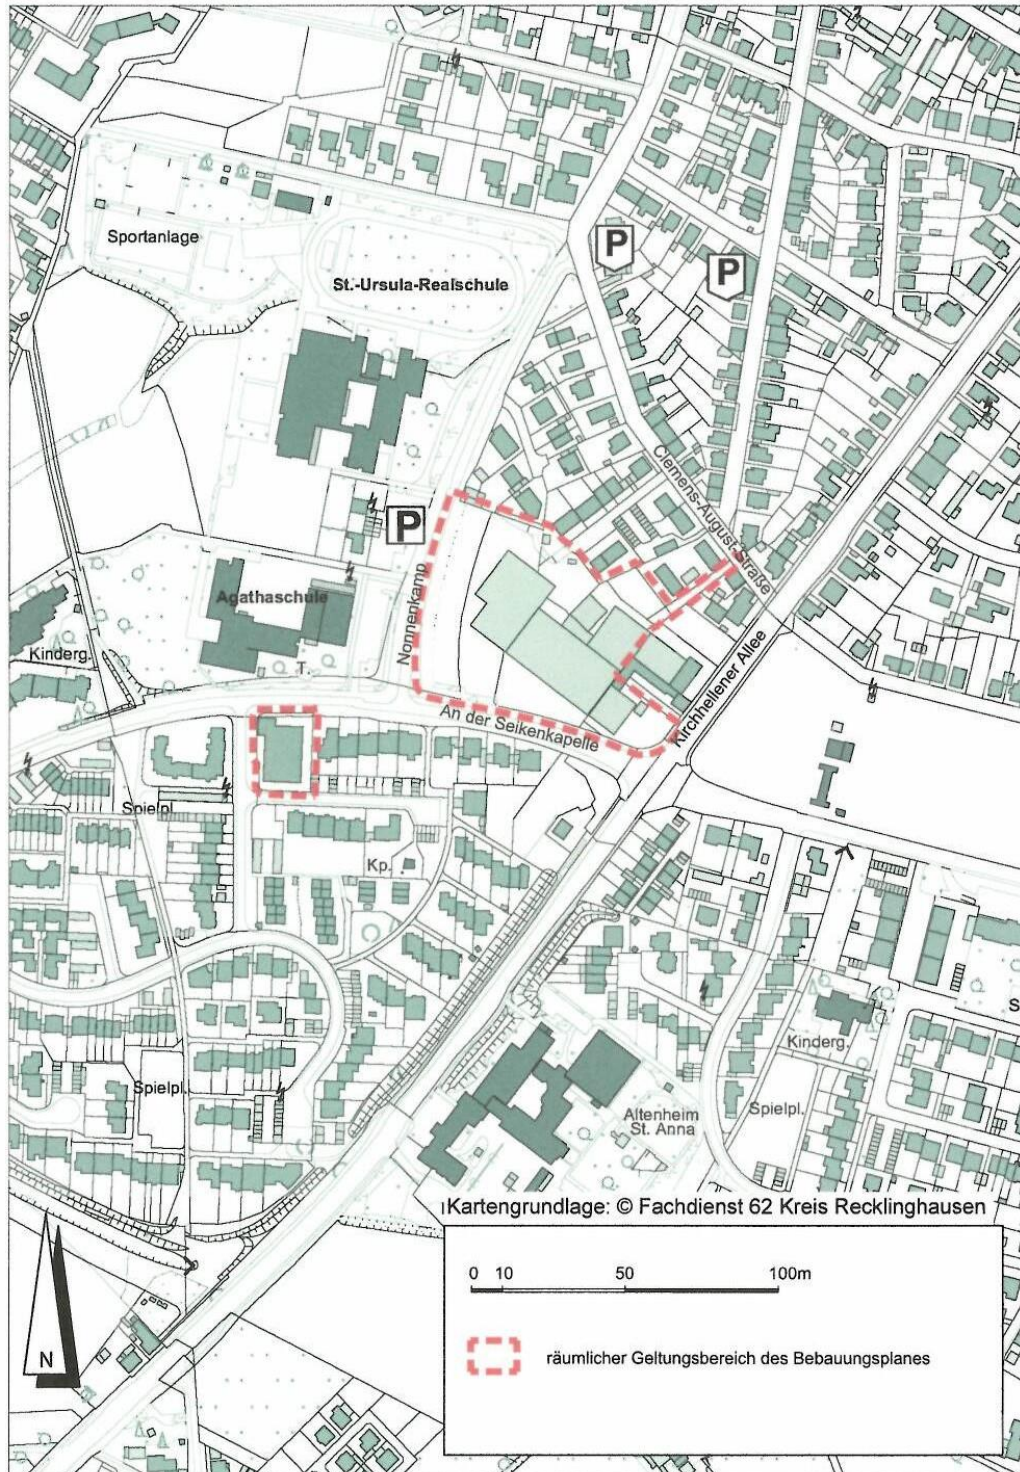 Sportanlage
St.-Ursula-Realschule
P
P
P
Clemens-August-Straße
Nonnenkamp
Agathaschule
Kinderg.
T.
An der Seikenkapelle
Kirchhellener Allee
Spielpl.
Kp.
Kinderg.
S
Spielpl.
Spielpl.
Altenheim
St. Anna
Kartengrundlage: © Fachdienst 62 Kreis Recklinghausen
0 10 50 100m
räumlicher Geltungsbereich des Bebauungsplanes
N